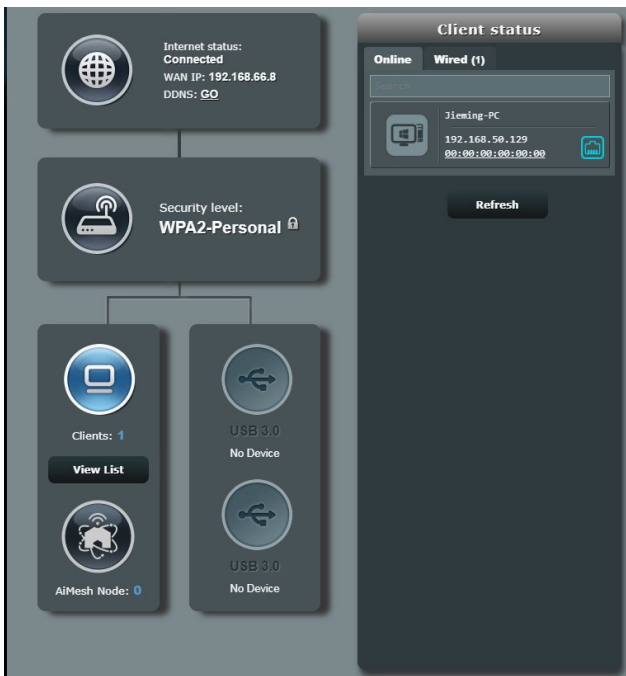 Internet status:
Connected
WAN IP: 192.168.66.8
DDNS: GO
Security level:
WPA2-Personal
Clients: 1
View List
AiMesh Node: 0
USB 3.0
No Device
USB 3.0
No Device
Client status
Online Wired (1)
Search
Jieming-PC
192.168.50.129
00:00:00:00:00:00
Refresh